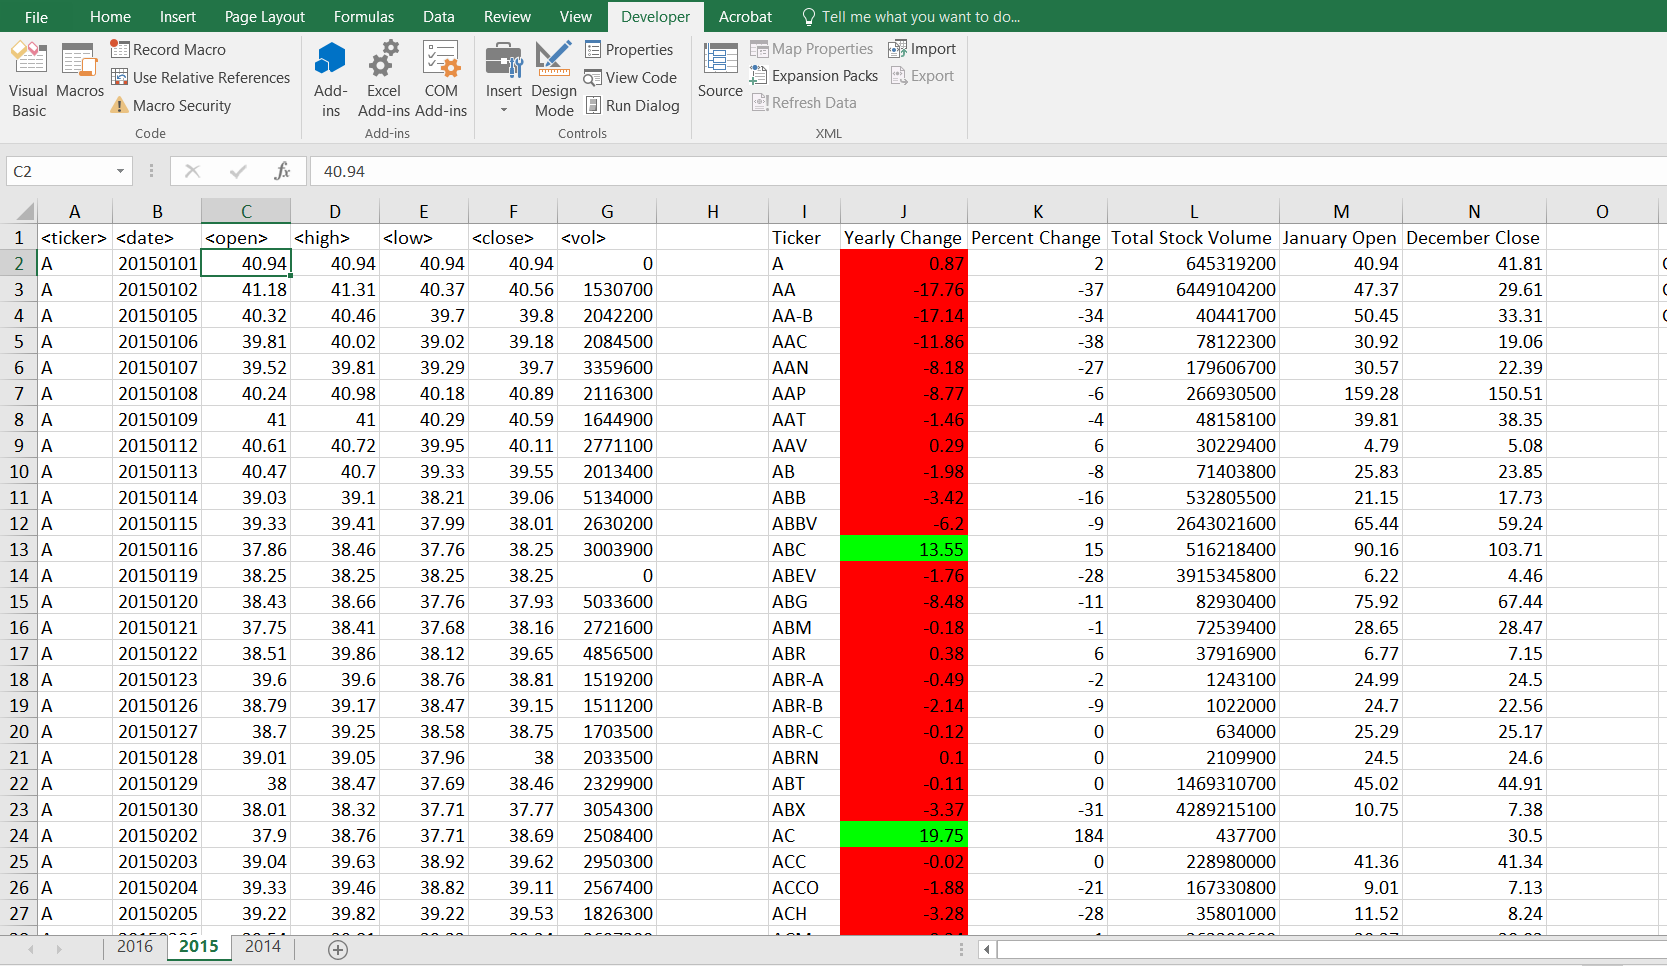 File Home Insert Page Layout Formulas Data Review View Developer Acrobat Tell me what you want to do...
Visual Basic
Macros
Record Macro
Use Relative References
Macro Security
Code
Add-ins
Excel Add-ins
COM Add-ins
Add-ins
Insert
Design Mode
Properties
View Code
Run Dialog
Controls
Source
Map Properties
Expansion Packs
Refresh Data
Import
Export
XML
C2 fx 40.94
A B C D E F G H I J K L M N O
1 <ticker> <date> <open> <high> <low> <close> <vol> Ticker Yearly Change Percent Change Total Stock Volume January Open December Close
2 A 20150101 40.94 40.94 40.94 40.94 0 A 0.87 2 645319200 40.94 41.81
3 A 20150102 41.18 41.31 40.37 40.56 1530700 AA -17.76 -37 6449104200 47.37 29.61
4 A 20150105 40.32 40.46 39.7 39.8 2042200 AA-B -17.14 -34 40441700 50.45 33.31
5 A 20150106 39.81 40.02 39.02 39.18 2084500 AAC -11.86 -38 78122300 30.92 19.06
6 A 20150107 39.52 39.81 39.29 39.7 3359600 AAN -8.18 -27 179606700 30.57 22.39
7 A 20150108 40.24 40.98 40.18 40.89 2116300 AAP -8.77 -6 266930500 159.28 150.51
8 A 20150109 41 41 40.29 40.59 1644900 AAT -1.46 -4 48158100 39.81 38.35
9 A 20150112 40.61 40.72 39.95 40.11 2771100 AAV 0.29 6 30229400 4.79 5.08
10 A 20150113 40.47 40.7 39.33 39.55 2013400 AB -1.98 -8 71403800 25.83 23.85
11 A 20150114 39.03 39.1 38.21 39.06 5134000 ABB -3.42 -16 532805500 21.15 17.73
12 A 20150115 39.33 39.41 37.99 38.01 2630200 ABBV -6.2 -9 2643021600 65.44 59.24
13 A 20150116 37.86 38.46 37.76 38.25 3003900 ABC 13.55 15 516218400 90.16 103.71
14 A 20150119 38.25 38.25 38.25 38.25 0 ABEV -1.76 -28 3915345800 6.22 4.46
15 A 20150120 38.43 38.66 37.76 37.93 5033600 ABG -8.48 -11 82930400 75.92 67.44
16 A 20150121 37.75 38.41 37.68 38.16 2721600 ABM -0.18 -1 72539400 28.65 28.47
17 A 20150122 38.51 39.86 38.12 39.65 4856500 ABR 0.38 6 37916900 6.77 7.15
18 A 20150123 39.6 39.6 38.76 38.81 1519200 ABR-A -0.49 -2 1243100 24.99 24.5
19 A 20150126 38.79 39.17 38.47 39.15 1511200 ABR-B -2.14 -9 1022000 24.7 22.56
20 A 20150127 38.7 39.25 38.58 38.75 1703500 ABR-C -0.12 0 634000 25.29 25.17
21 A 20150128 39.01 39.05 37.96 38 2033500 ABRN 0.1 0 2109900 24.5 24.6
22 A 20150129 38 38.47 37.69 38.46 2329900 ABT -0.11 0 1469310700 45.02 44.91
23 A 20150130 38.01 38.32 37.71 37.77 3054300 ABX -3.37 -31 4289215100 10.75 7.38
24 A 20150202 37.9 38.76 37.71 38.69 2508400 AC 19.75 184 437700 30.5
25 A 20150203 39.04 39.63 38.92 39.62 2950300 ACC -0.02 0 228980000 41.36 41.34
26 A 20150204 39.33 39.46 38.82 39.11 2567400 ACCO -1.88 -21 167330800 9.01 7.13
27 A 20150205 39.22 39.82 39.22 39.53 1826300 ACH -3.28 -28 35801000 11.52 8.24
2016 2015 2014